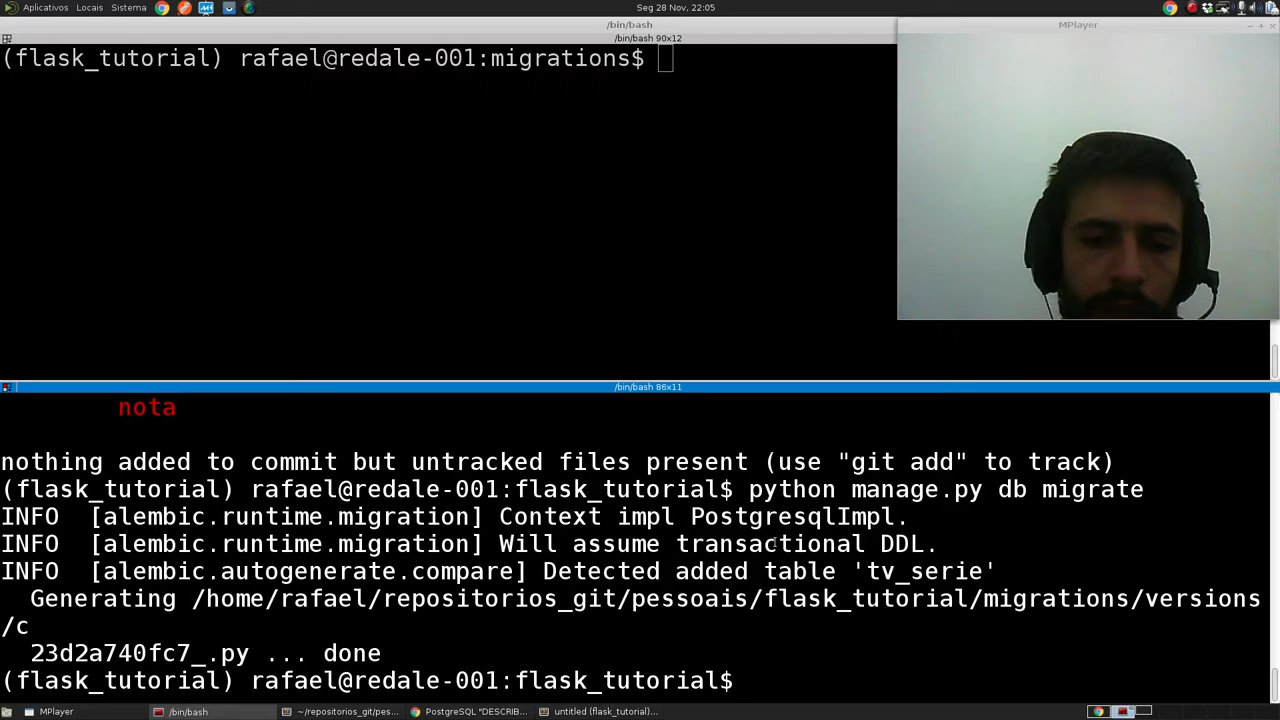 Aplicativos Locais Sistema
Seg 28 Nov, 22:05
/bin/bash
MPlayer
/bin/bash 90x12
(flask_tutorial) rafael@redale-001:migrations$
/bin/bash 86x11
nota
nothing added to commit but untracked files present (use "git add" to track)
(flask_tutorial) rafael@redale-001:flask_tutorial$ python manage.py db migrate
INFO [alembic.runtime.migration] Context impl PostgresqlImpl.
INFO [alembic.runtime.migration] Will assume transactional DDL.
INFO [alembic.autogenerate.compare] Detected added table 'tv_serie'
Generating /home/rafael/repositorios_git/pessoais/flask_tutorial/migrations/versions
/c
23d2a740fc7_.py ... done
(flask_tutorial) rafael@redale-001:flask_tutorial$
MPlayer
/bin/bash
~/repositorios_git/pes...
PostgreSQL "DESCRIB...
untitled (flask_tutorial)...